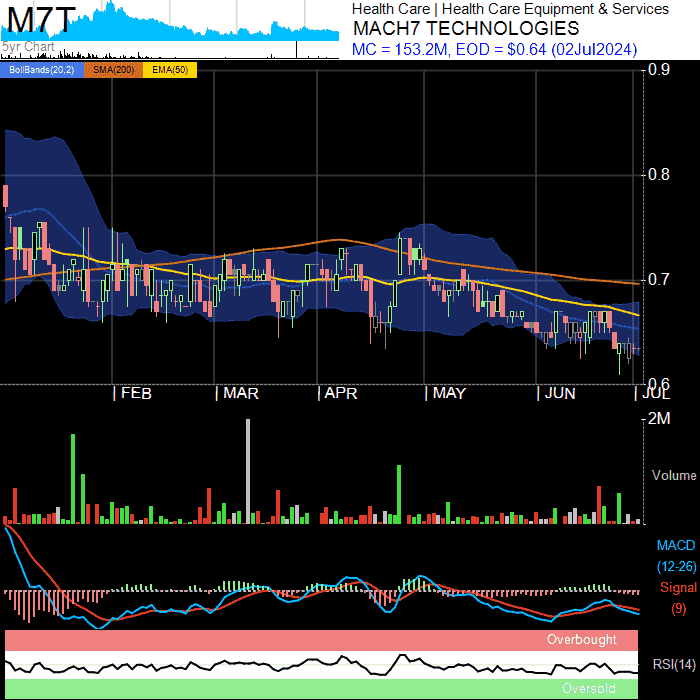 M7T
5yr Chart
Health Care | Health Care Equipment & Services
MACH7 TECHNOLOGIES
MC = 153.2M, EOD = $0.64 (02Jul2024)
BollBands(20,2) SMA(200) EMA(50)
0.9
0.8
0.7
0.6
FEB MAR APR MAY JUN JUL
2M
Volume
MACD
(12-26)
Signal
(9)
Overbought
RSI(14)
Oversold